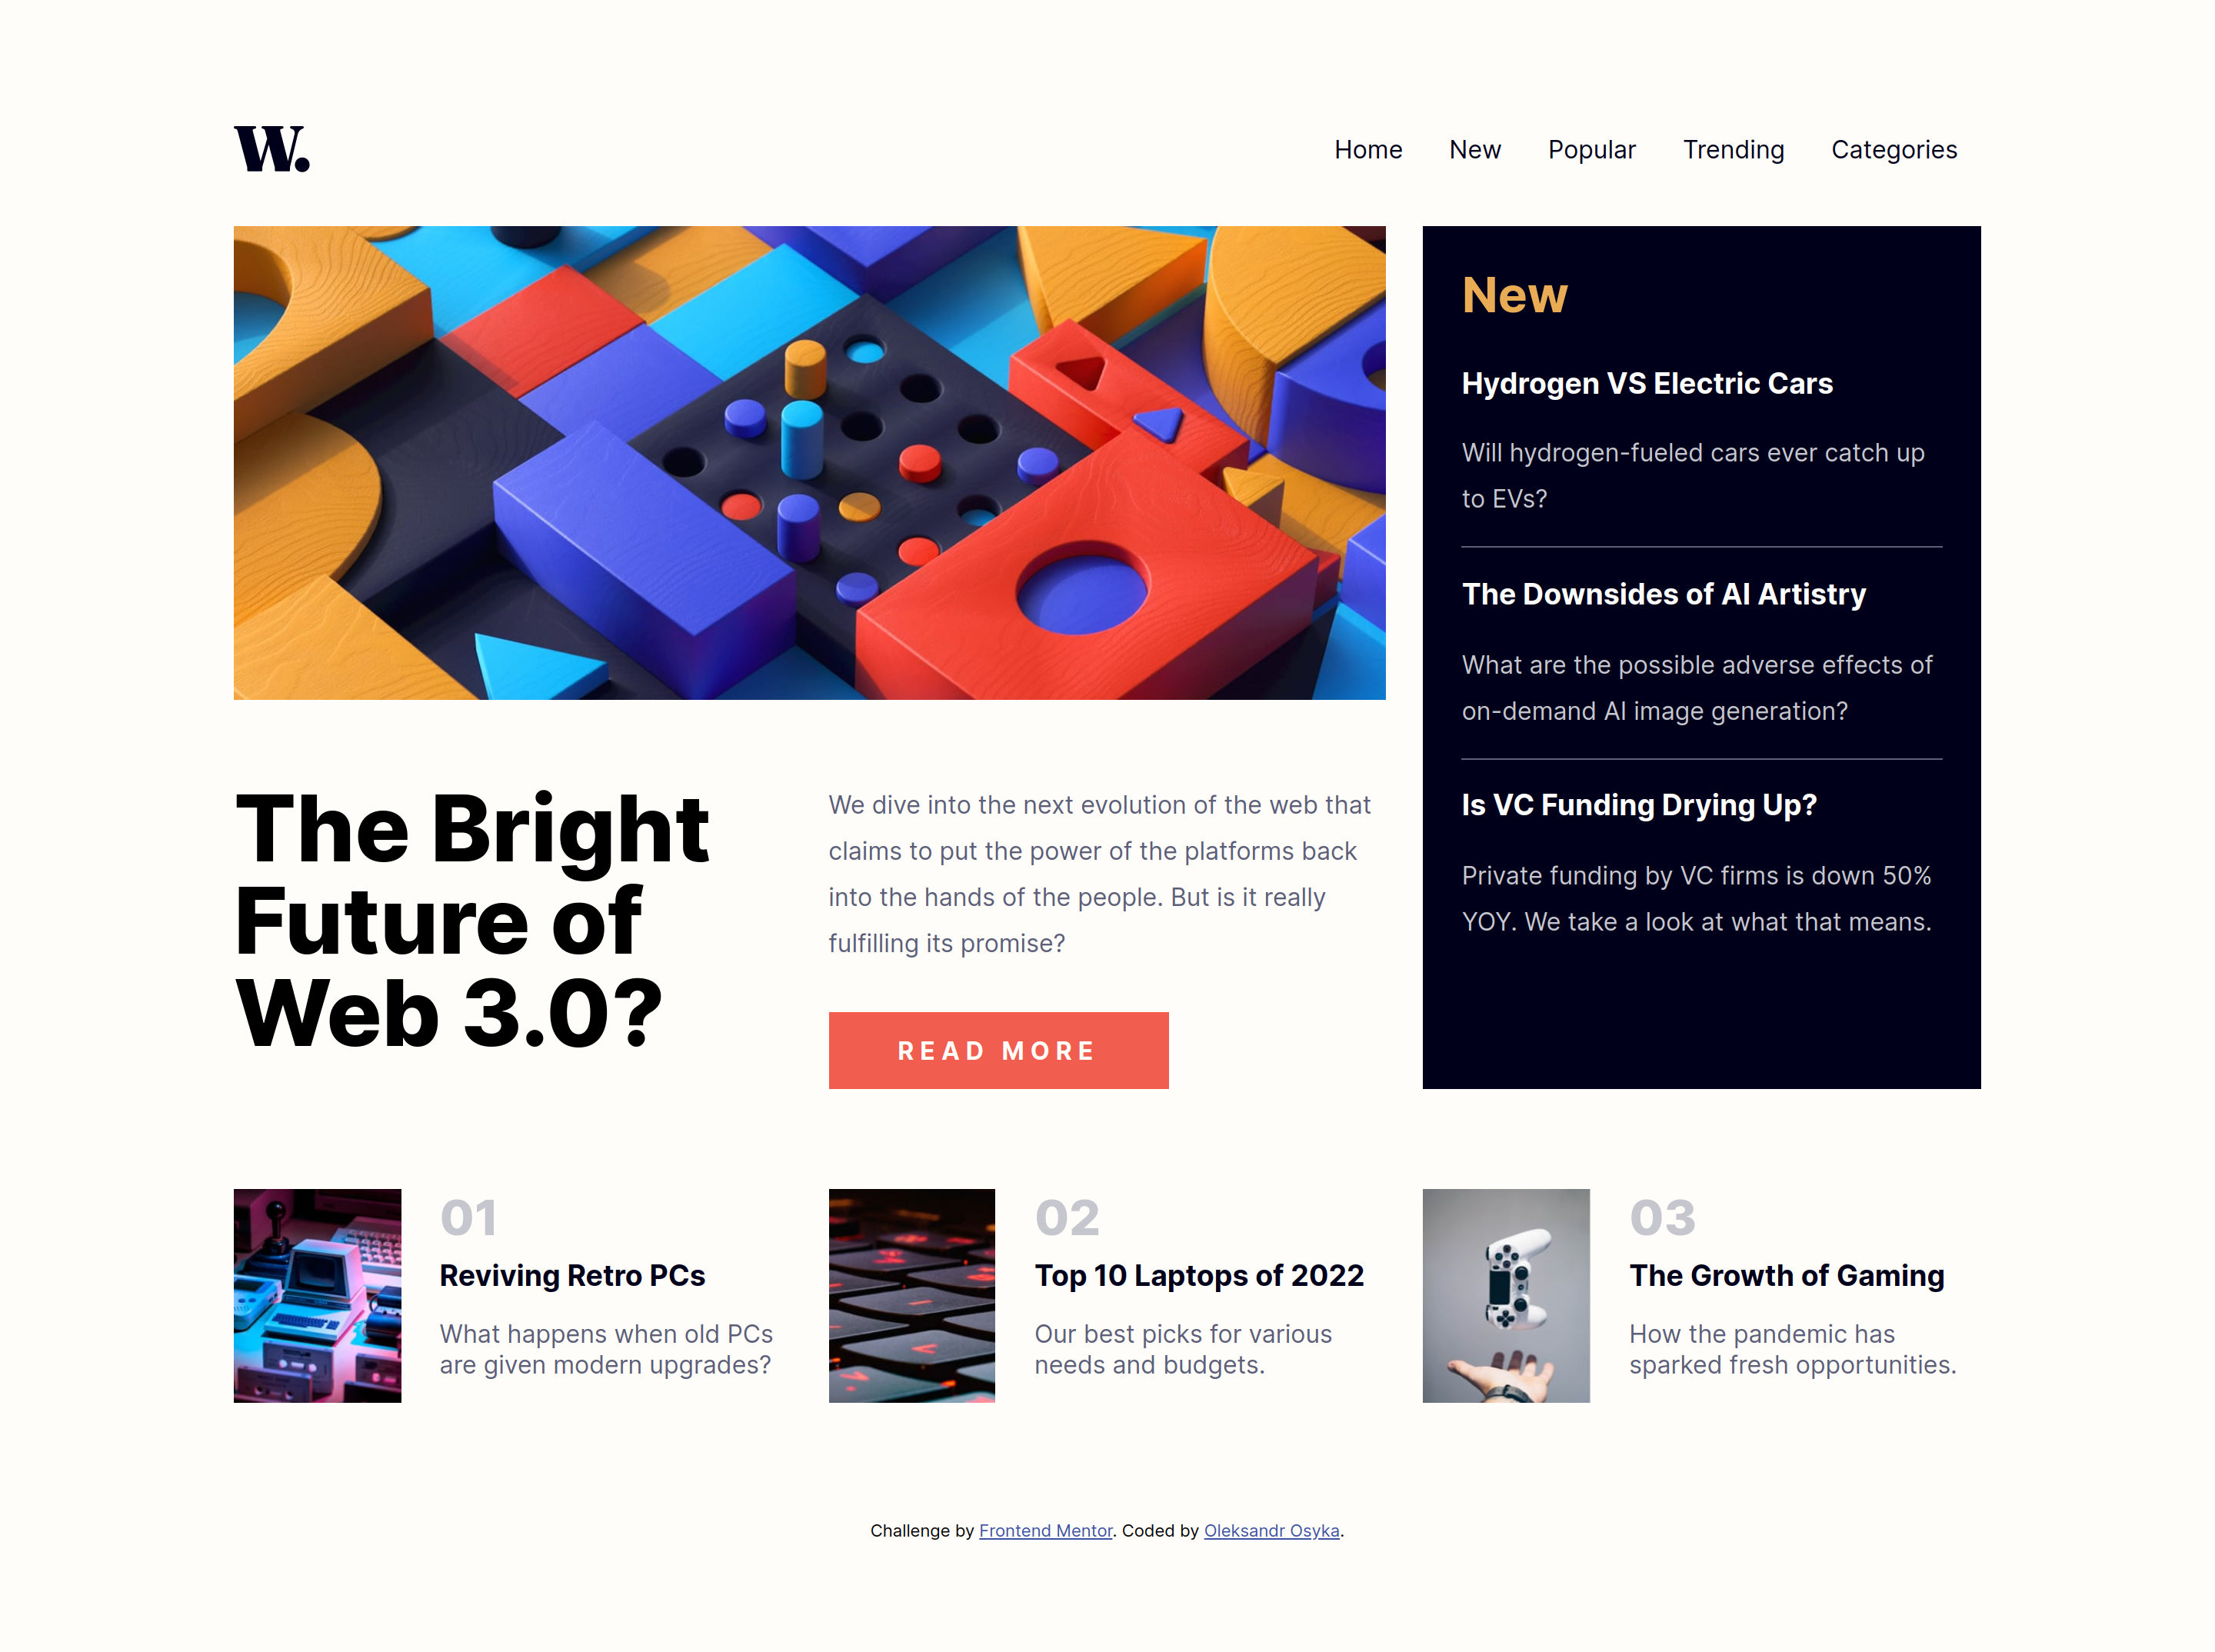 W.
Home New Popular Trending Categories
The Bright
Future of
Web 3.0?
We dive into the next evolution of the web that
claims to put the power of the platforms back
into the hands of the people. But is it really
fulfilling its promise?
READ MORE
New
Hydrogen VS Electric Cars
Will hydrogen-fueled cars ever catch up
to EVs?
The Downsides of AI Artistry
What are the possible adverse effects of
on-demand AI image generation?
Is VC Funding Drying Up?
Private funding by VC firms is down 50%
YOY. We take a look at what that means.
01
Reviving Retro PCs
What happens when old PCs
are given modern upgrades?
02
Top 10 Laptops of 2022
Our best picks for various
needs and budgets.
03
The Growth of Gaming
How the pandemic has
sparked fresh opportunities.
Challenge by Frontend Mentor. Coded by Oleksandr Osyka.